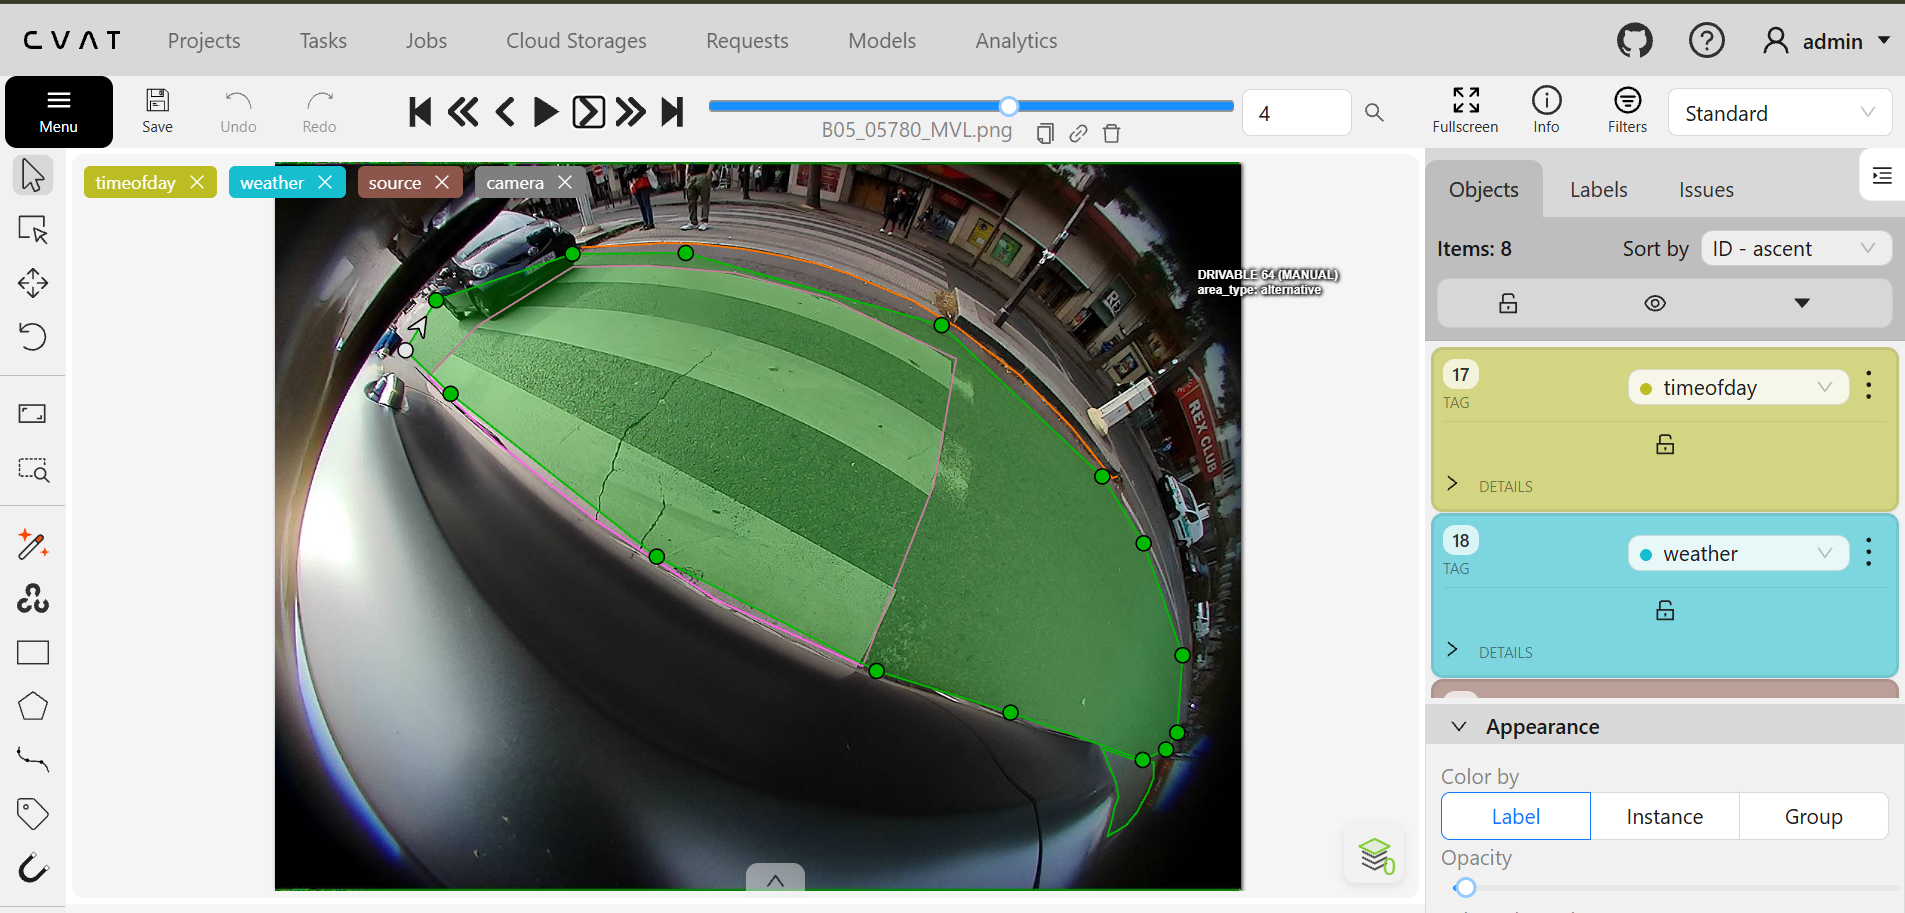 CVAT
Projects
Tasks
Jobs
Cloud Storages
Requests
Models
Analytics
admin
Menu
Save
Undo
Redo
B05_05780_MVL.png
4
Fullscreen
Info
Filters
Standard
timeofday
weather
source
camera
DRIVABLE 64 (MANUAL)
area_type: alternative
REX CLUB
0
Objects
Labels
Issues
Items: 8
Sort by
ID - ascent
17
TAG
timeofday
DETAILS
18
TAG
weather
DETAILS
Appearance
Color by
Label
Instance
Group
Opacity